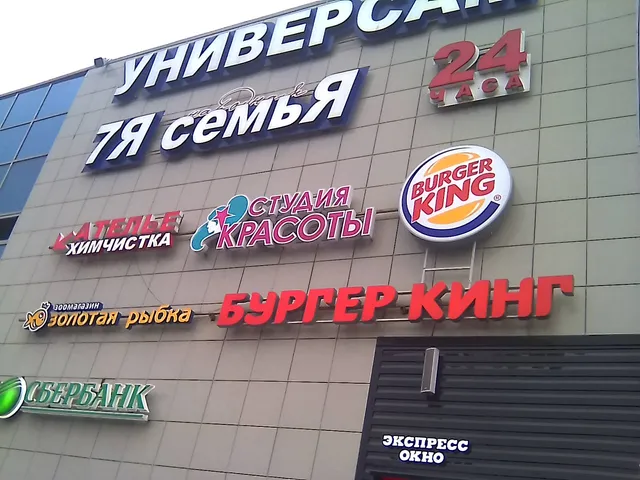 УНИВЕРСАМ
7Я семьЯ
24
ЧАСА
АТЕЛЬЕ
ХИМЧИСТКА
СТУДИЯ
КРАСОТЫ
BURGER
KING
®
ЗООМАГАЗИН
ЗОЛОТАЯ РЫБКА
БУРГЕР КИНГ
СБЕРБАНК
ЭКСПРЕСС
ОКНО